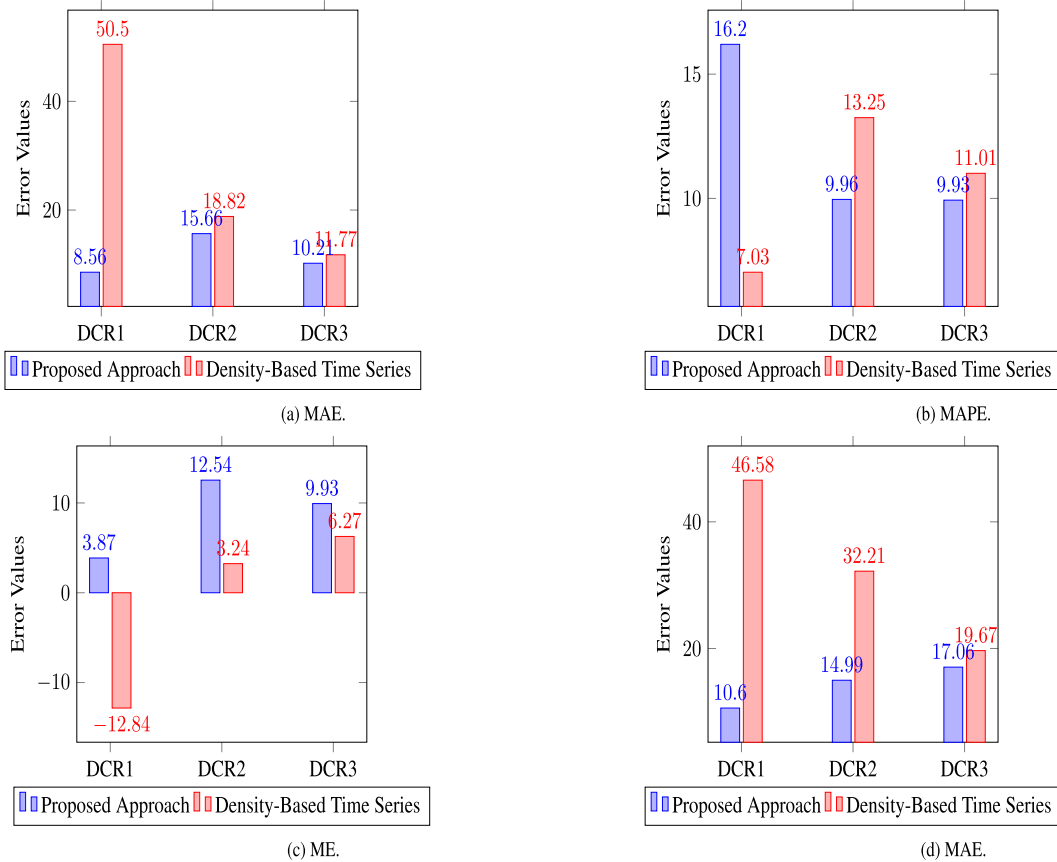 50.5
40
20
Error Values
8.56
15.66
18.82
10.21
11.77
DCR1 DCR2 DCR3
Proposed Approach Density-Based Time Series
(a) MAE.
16.2
15
10
Error Values
7.03
9.96
13.25
9.93
11.01
DCR1 DCR2 DCR3
Proposed Approach Density-Based Time Series
(b) MAPE.
12.54
10
0
−10
Error Values
3.87
−12.84
3.24
9.93
6.27
DCR1 DCR2 DCR3
Proposed Approach Density-Based Time Series
(c) ME.
46.58
40
20
Error Values
10.6
14.99
32.21
17.06
19.67
DCR1 DCR2 DCR3
Proposed Approach Density-Based Time Series
(d) MAE.